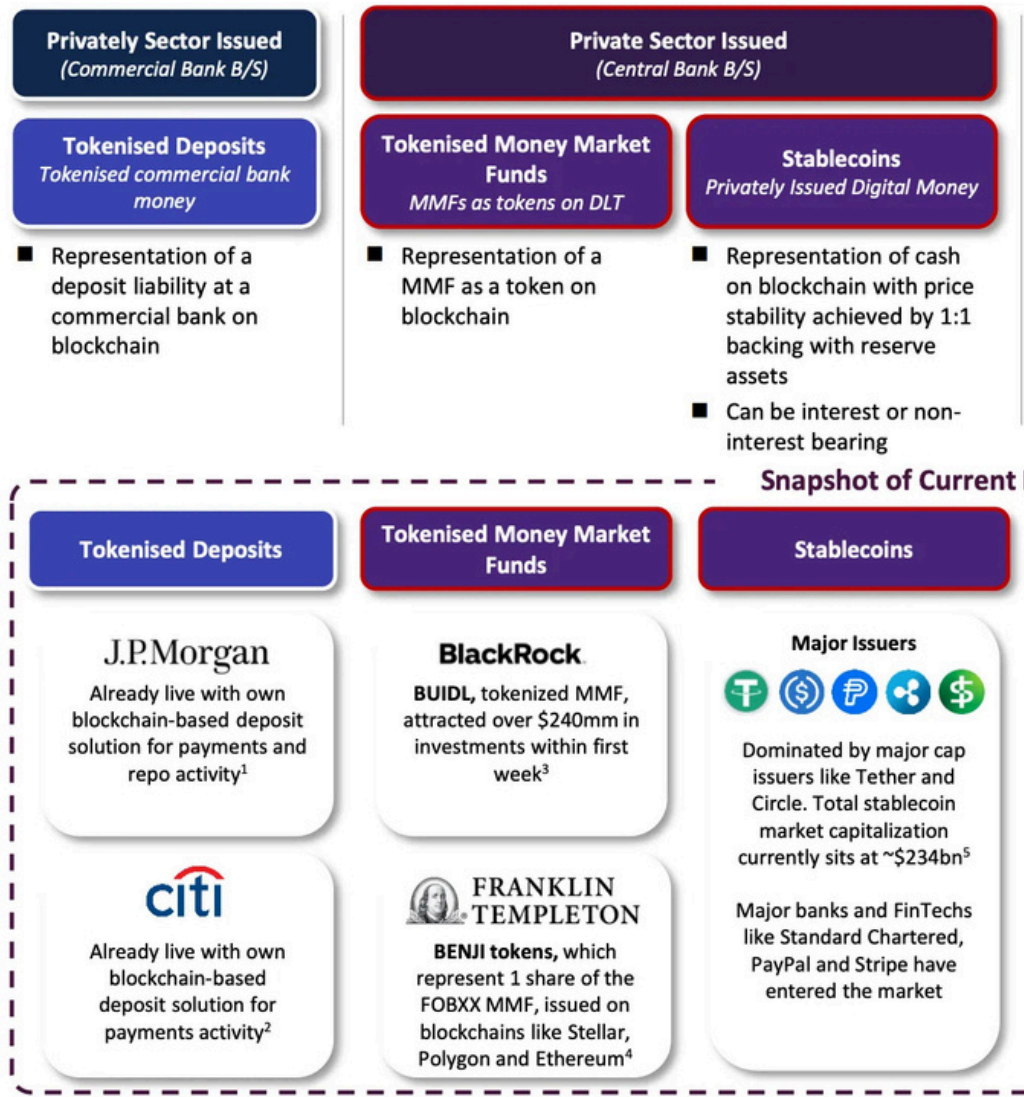 Privately Sector Issued
(Commercial Bank B/S)
Private Sector Issued
(Central Bank B/S)
Tokenised Deposits
Tokenised commercial bank
money
Tokenised Money Market
Funds
MMFs as tokens on DLT
Stablecoins
Privately Issued Digital Money
■ Representation of a
deposit liability at a
commercial bank on
blockchain
■ Representation of a
MMF as a token on
blockchain
■ Representation of cash
on blockchain with price
stability achieved by 1:1
backing with reserve
assets
■ Can be interest or non-
interest bearing
Snapshot of Current
Tokenised Deposits
Tokenised Money Market
Funds
Stablecoins
J.P.Morgan
Already live with own
blockchain-based deposit
solution for payments and
repo activity¹
citi
Already live with own
blockchain-based
deposit solution for
payments activity²
BlackRock.
BUIDL, tokenized MMF,
attracted over $240mm in
investments within first
week³
FRANKLIN
TEMPLETON
BENJI tokens, which
represent 1 share of the
FOBXX MMF, issued on
blockchains like Stellar,
Polygon and Ethereum⁴
Major Issuers
Dominated by major cap
issuers like Tether and
Circle. Total stablecoin
market capitalization
currently sits at ~$234bn⁵
Major banks and FinTechs
like Standard Chartered,
PayPal and Stripe have
entered the market